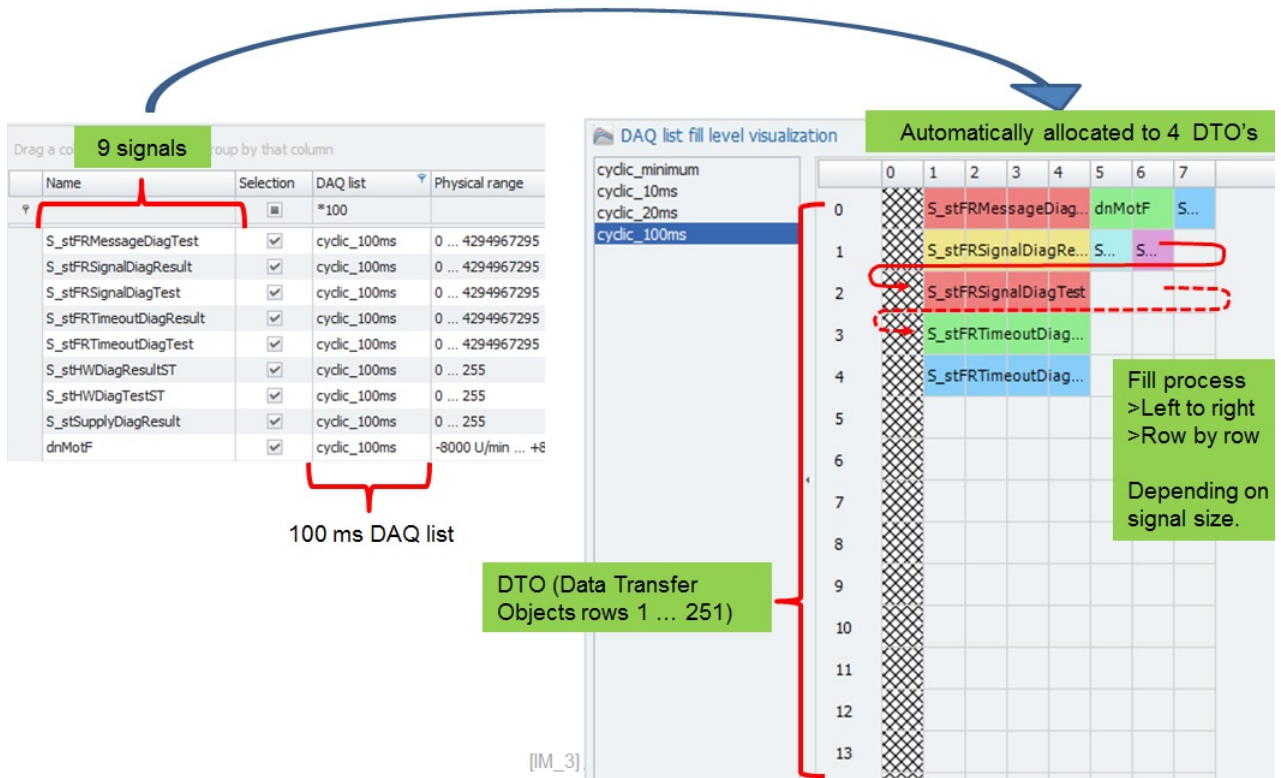 9 signals
Drag a co
roup by that column
Name Selection DAQ list Physical range
*100
S_stFRMessageDiagTest cyclic_100ms 0 ... 4294967295
S_stFRSignalDiagResult cyclic_100ms 0 ... 4294967295
S_stFRSignalDiagTest cyclic_100ms 0 ... 4294967295
S_stFRTimeoutDiagResult cyclic_100ms 0 ... 4294967295
S_stFRTimeoutDiagTest cyclic_100ms 0 ... 4294967295
S_stHWDiagResultST cyclic_100ms 0 ... 255
S_stHWDiagTestST cyclic_100ms 0 ... 255
S_stSupplyDiagResult cyclic_100ms 0 ... 255
dnMotF cyclic_100ms -8000 U/min ... +8
100 ms DAQ list
DAQ list fill level visualization
Automatically allocated to 4 DTO's
cyclic_minimum
cyclic_10ms
cyclic_20ms
cyclic_100ms
0 1 2 3 4 5 6 7
0 S_stFRMessageDiag... dnMotF S...
1 S_stFRSignalDiagRe... S... S...
2 S_stFRSignalDiagTest
3 S_stFRTimeoutDiag...
4 S_stFRTimeoutDiag...
5
6
7
8
9
10
11
12
13
Fill process
>Left to right
>Row by row
Depending on
signal size.
DTO (Data Transfer
Objects rows 1 ... 251)
[IM_3]